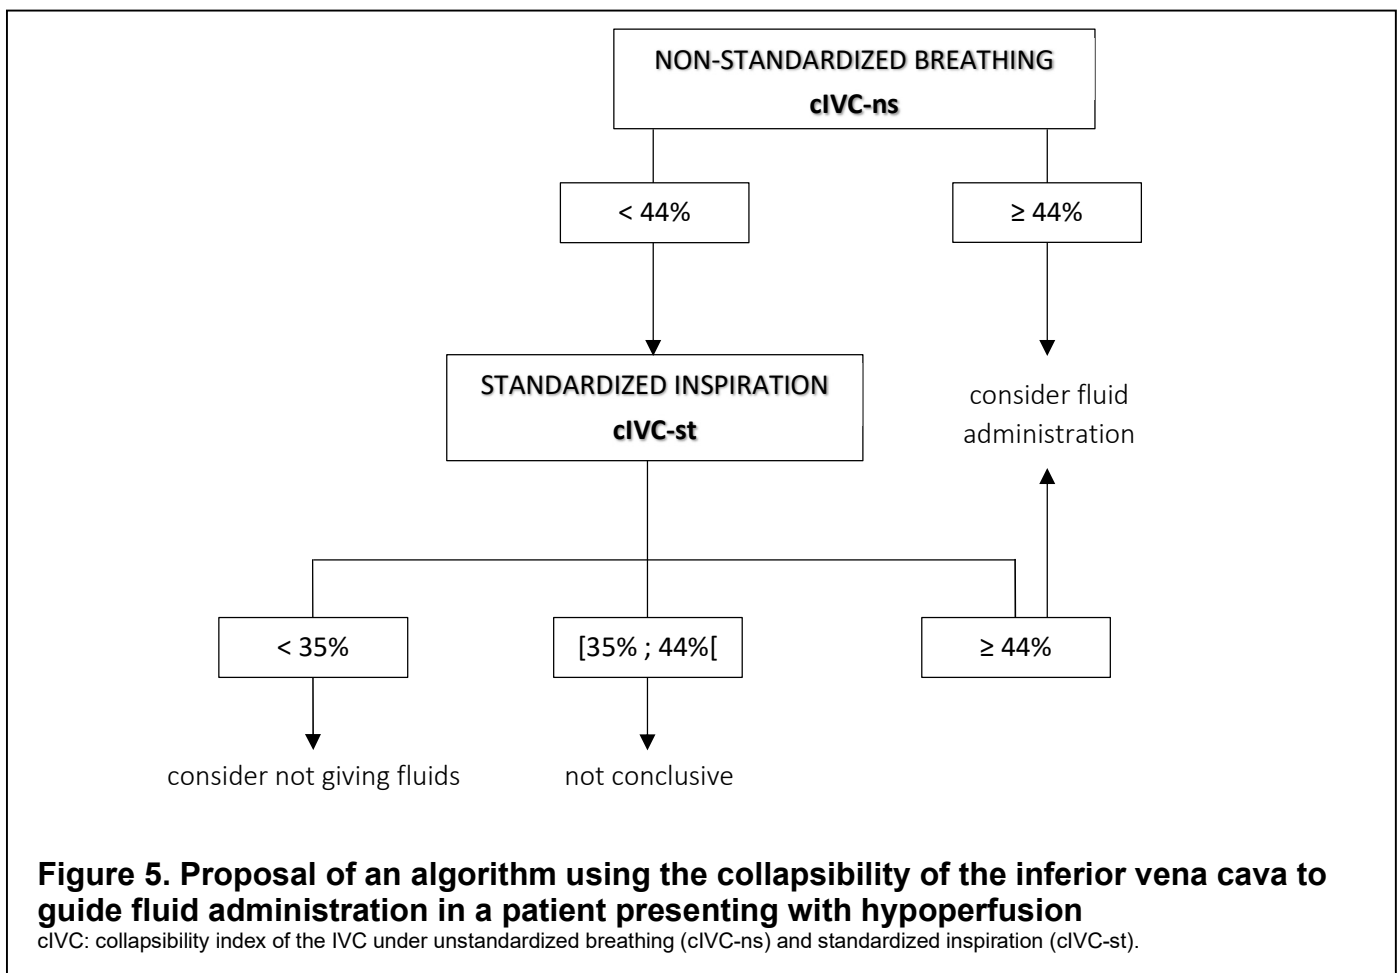 NON-STANDARDIZED BREATHING
cIVC-ns
< 44%
≥ 44%
STANDARDIZED INSPIRATION
cIVC-st
consider fluid
administration
< 35%
[35% ; 44%[
≥ 44%
consider not giving fluids
not conclusive
Figure 5. Proposal of an algorithm using the collapsibility of the inferior vena cava to
guide fluid administration in a patient presenting with hypoperfusion
cIVC: collapsibility index of the IVC under unstandardized breathing (cIVC-ns) and standardized inspiration (cIVC-st).